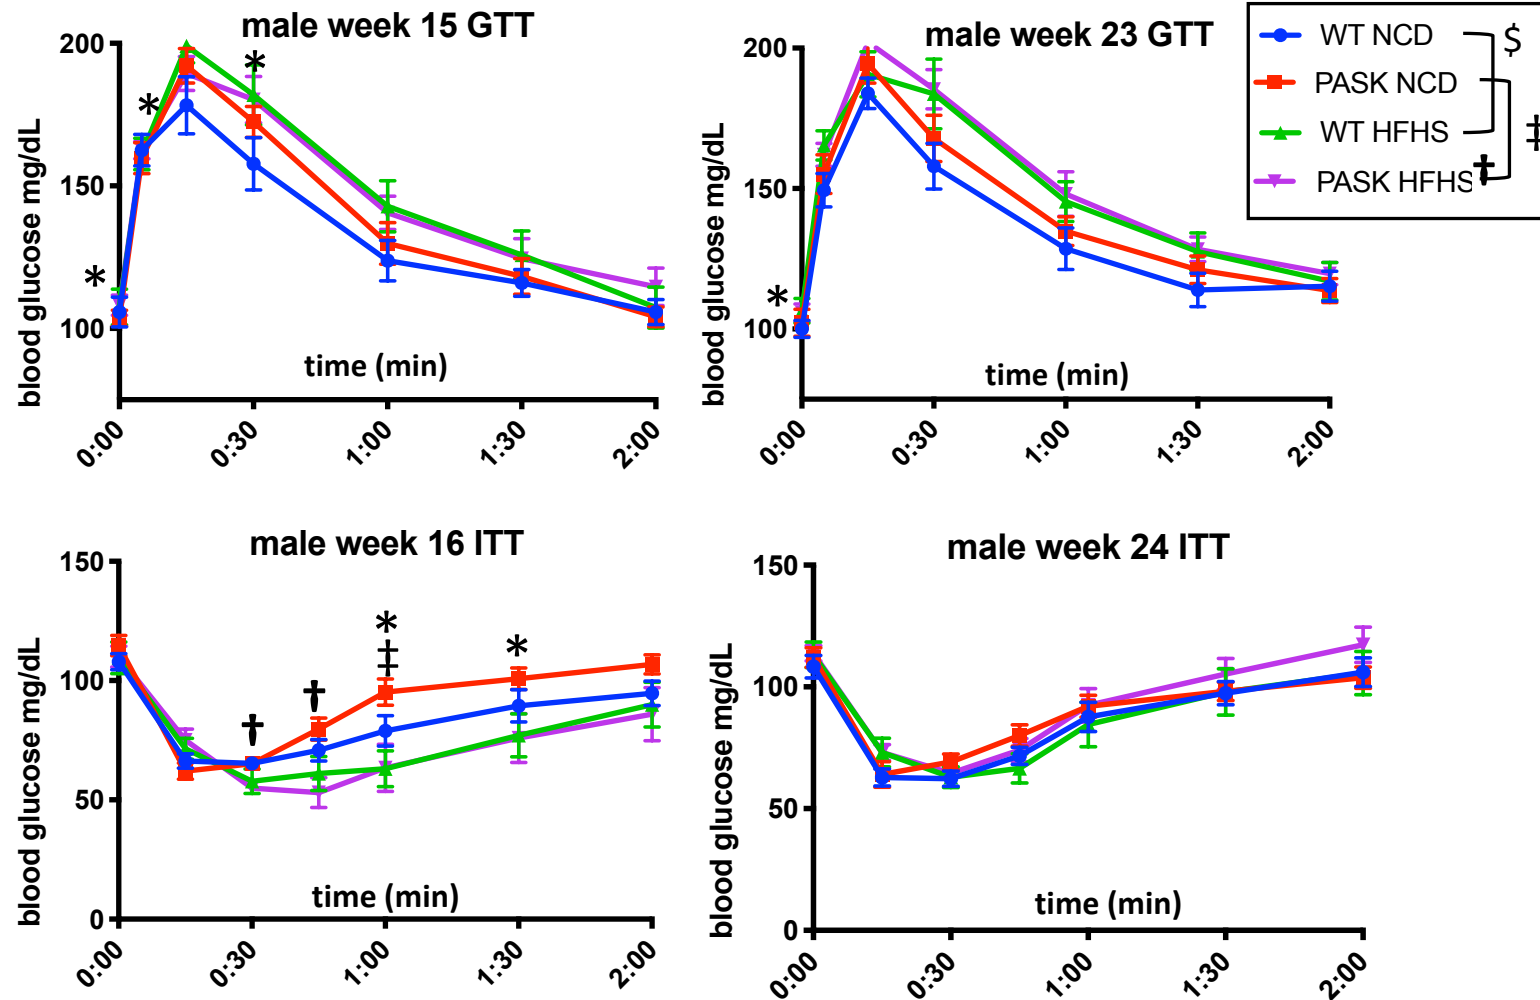 male week 15 GTT
blood glucose mg/dL
200
150
100
*
*
*
time (min)
0:00
0:30
1:00
1:30
2:00
male week 23 GTT
blood glucose mg/dL
200
150
100
*
time (min)
0:00
0:30
1:00
1:30
2:00
WT NCD
PASK NCD
WT HFHS
PASK HFHS
$
‡
†
male week 16 ITT
blood glucose mg/dL
150
100
50
0
†
†
*
‡
*
time (min)
0:00
0:30
1:00
1:30
2:00
male week 24 ITT
blood glucose mg/dL
150
100
50
0
time (min)
0:00
0:30
1:00
1:30
2:00